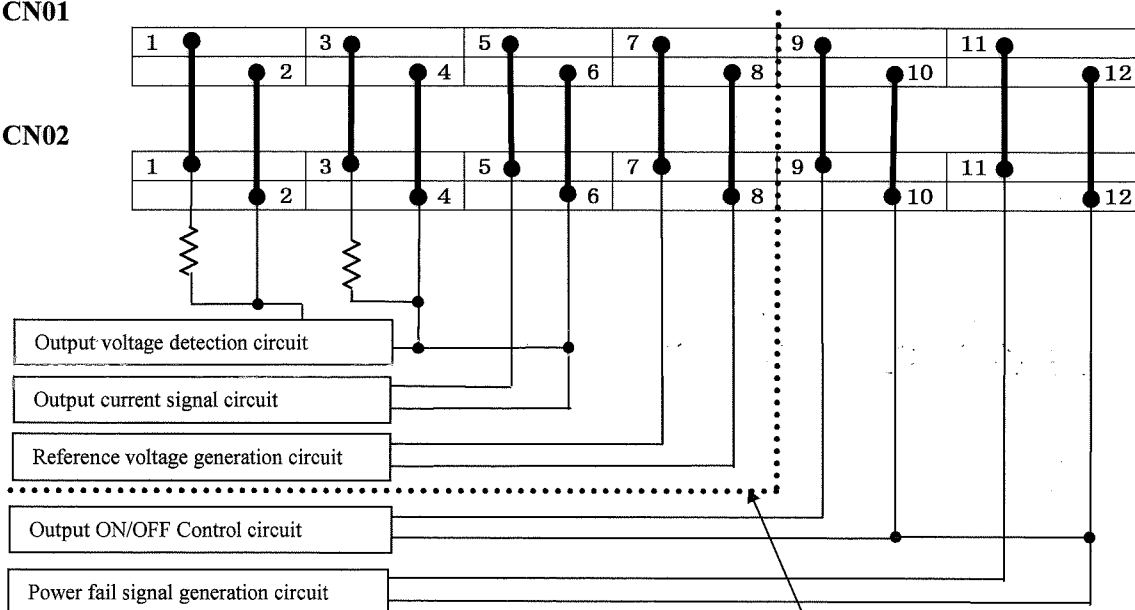 CN01
1 3 5 7 9 11
2 4 6 8 10 12
CN02
1 3 5 7 9 11
2 4 6 8 10 12
Output voltage detection circuit
Output current signal circuit
Reference voltage generation circuit
Output ON/OFF Control circuit
Power fail signal generation circuit